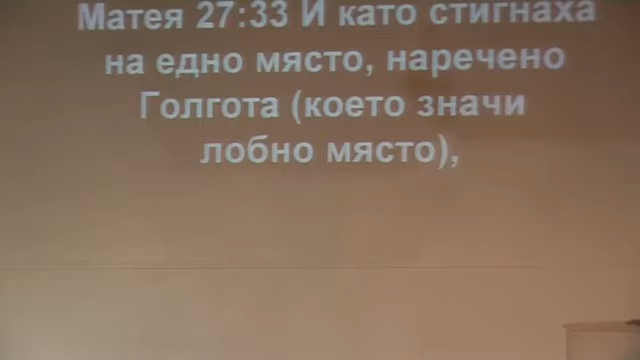 Матея 27:33 И като стигнаха
на едно място, наречено
Голгота (което значи
лобно място),